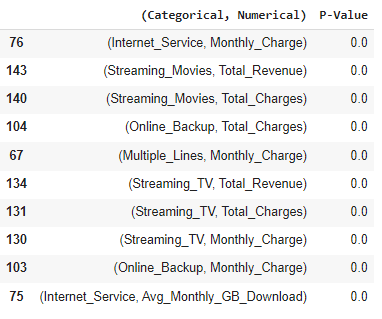 (Categorical, Numerical) P-Value
76 (Internet_Service, Monthly_Charge) 0.0
143 (Streaming_Movies, Total_Revenue) 0.0
140 (Streaming_Movies, Total_Charges) 0.0
104 (Online_Backup, Total_Charges) 0.0
67 (Multiple_Lines, Monthly_Charge) 0.0
134 (Streaming_TV, Total_Revenue) 0.0
131 (Streaming_TV, Total_Charges) 0.0
130 (Streaming_TV, Monthly_Charge) 0.0
103 (Online_Backup, Monthly_Charge) 0.0
75 (Internet_Service, Avg_Monthly_GB_Download) 0.0